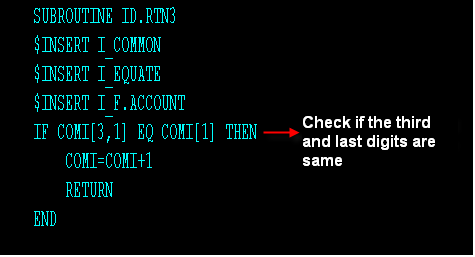 SUBROUTINE ID.RTN3
$INSERT I_COMMON
$INSERT I_EQUATE
$INSERT I_F.ACCOUNT
IF COMI[3,1] EQ COMI[1] THEN
COMI=COMI+1
RETURN
END
Check if the third
and last digits are
same